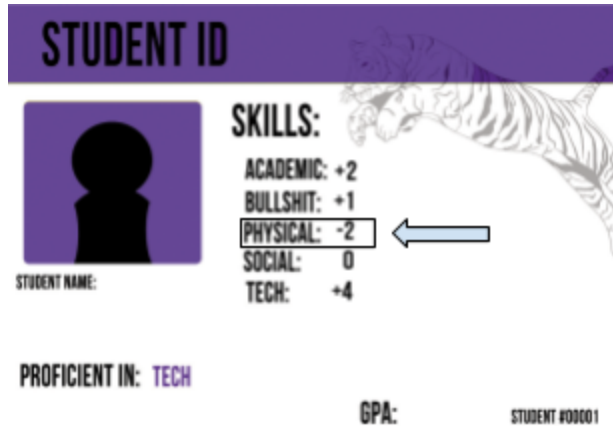 STUDENT ID
SKILLS:
ACADEMIC: +2
BULLSHIT: +1
PHYSICAL: -2
SOCIAL: 0
TECH: +4
STUDENT NAME:
PROFICIENT IN: TECH
GPA:
STUDENT #00001